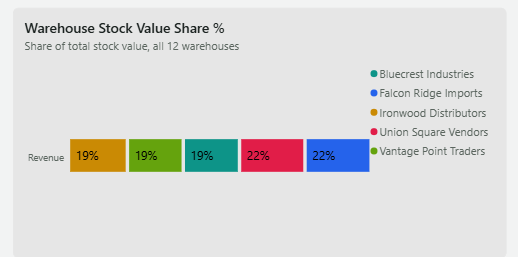 Warehouse Stock Value Share %
Share of total stock value, all 12 warehouses
Bluecrest Industries
Falcon Ridge Imports
Ironwood Distributors
Union Square Vendors
Vantage Point Traders
Revenue 19% 19% 19% 22% 22%